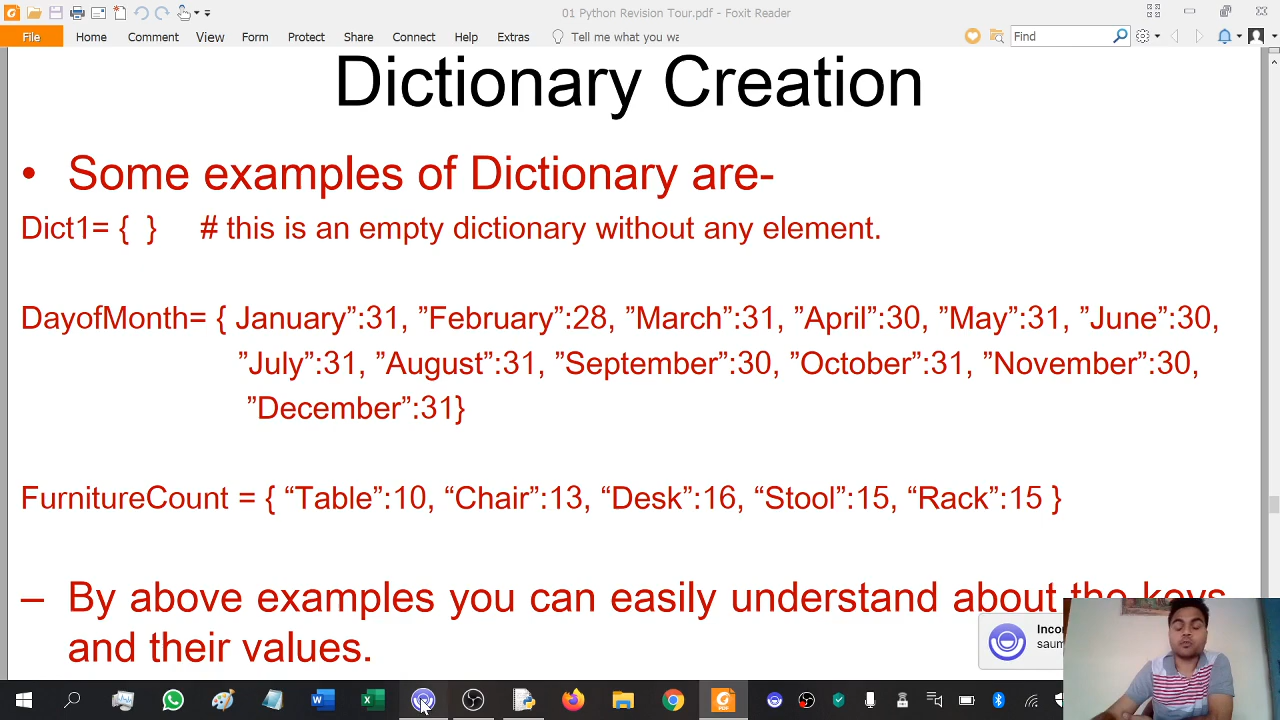 01 Python Revision Tour.pdf - Foxit Reader
File Home Comment View Form Protect Share Connect Help Extras Tell me what you wa Find
Dictionary Creation
• Some examples of Dictionary are-
Dict1= { } # this is an empty dictionary without any element.
DayofMonth= { January”:31, ”February”:28, ”March”:31, ”April”:30, ”May”:31, ”June”:30,
”July”:31, ”August”:31, ”September”:30, ”October”:31, ”November”:30,
”December”:31}
FurnitureCount = { “Table”:10, “Chair”:13, “Desk”:16, “Stool”:15, “Rack”:15 }
– By above examples you can easily understand about the keys
and their values.
Incor
saum